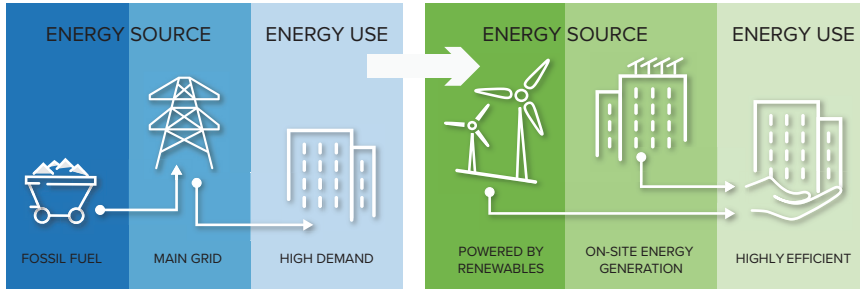 ENERGY SOURCE
ENERGY USE
FOSSIL FUEL
MAIN GRID
HIGH DEMAND
ENERGY SOURCE
ENERGY USE
POWERED BY
RENEWABLES
ON-SITE ENERGY
GENERATION
HIGHLY EFFICIENT